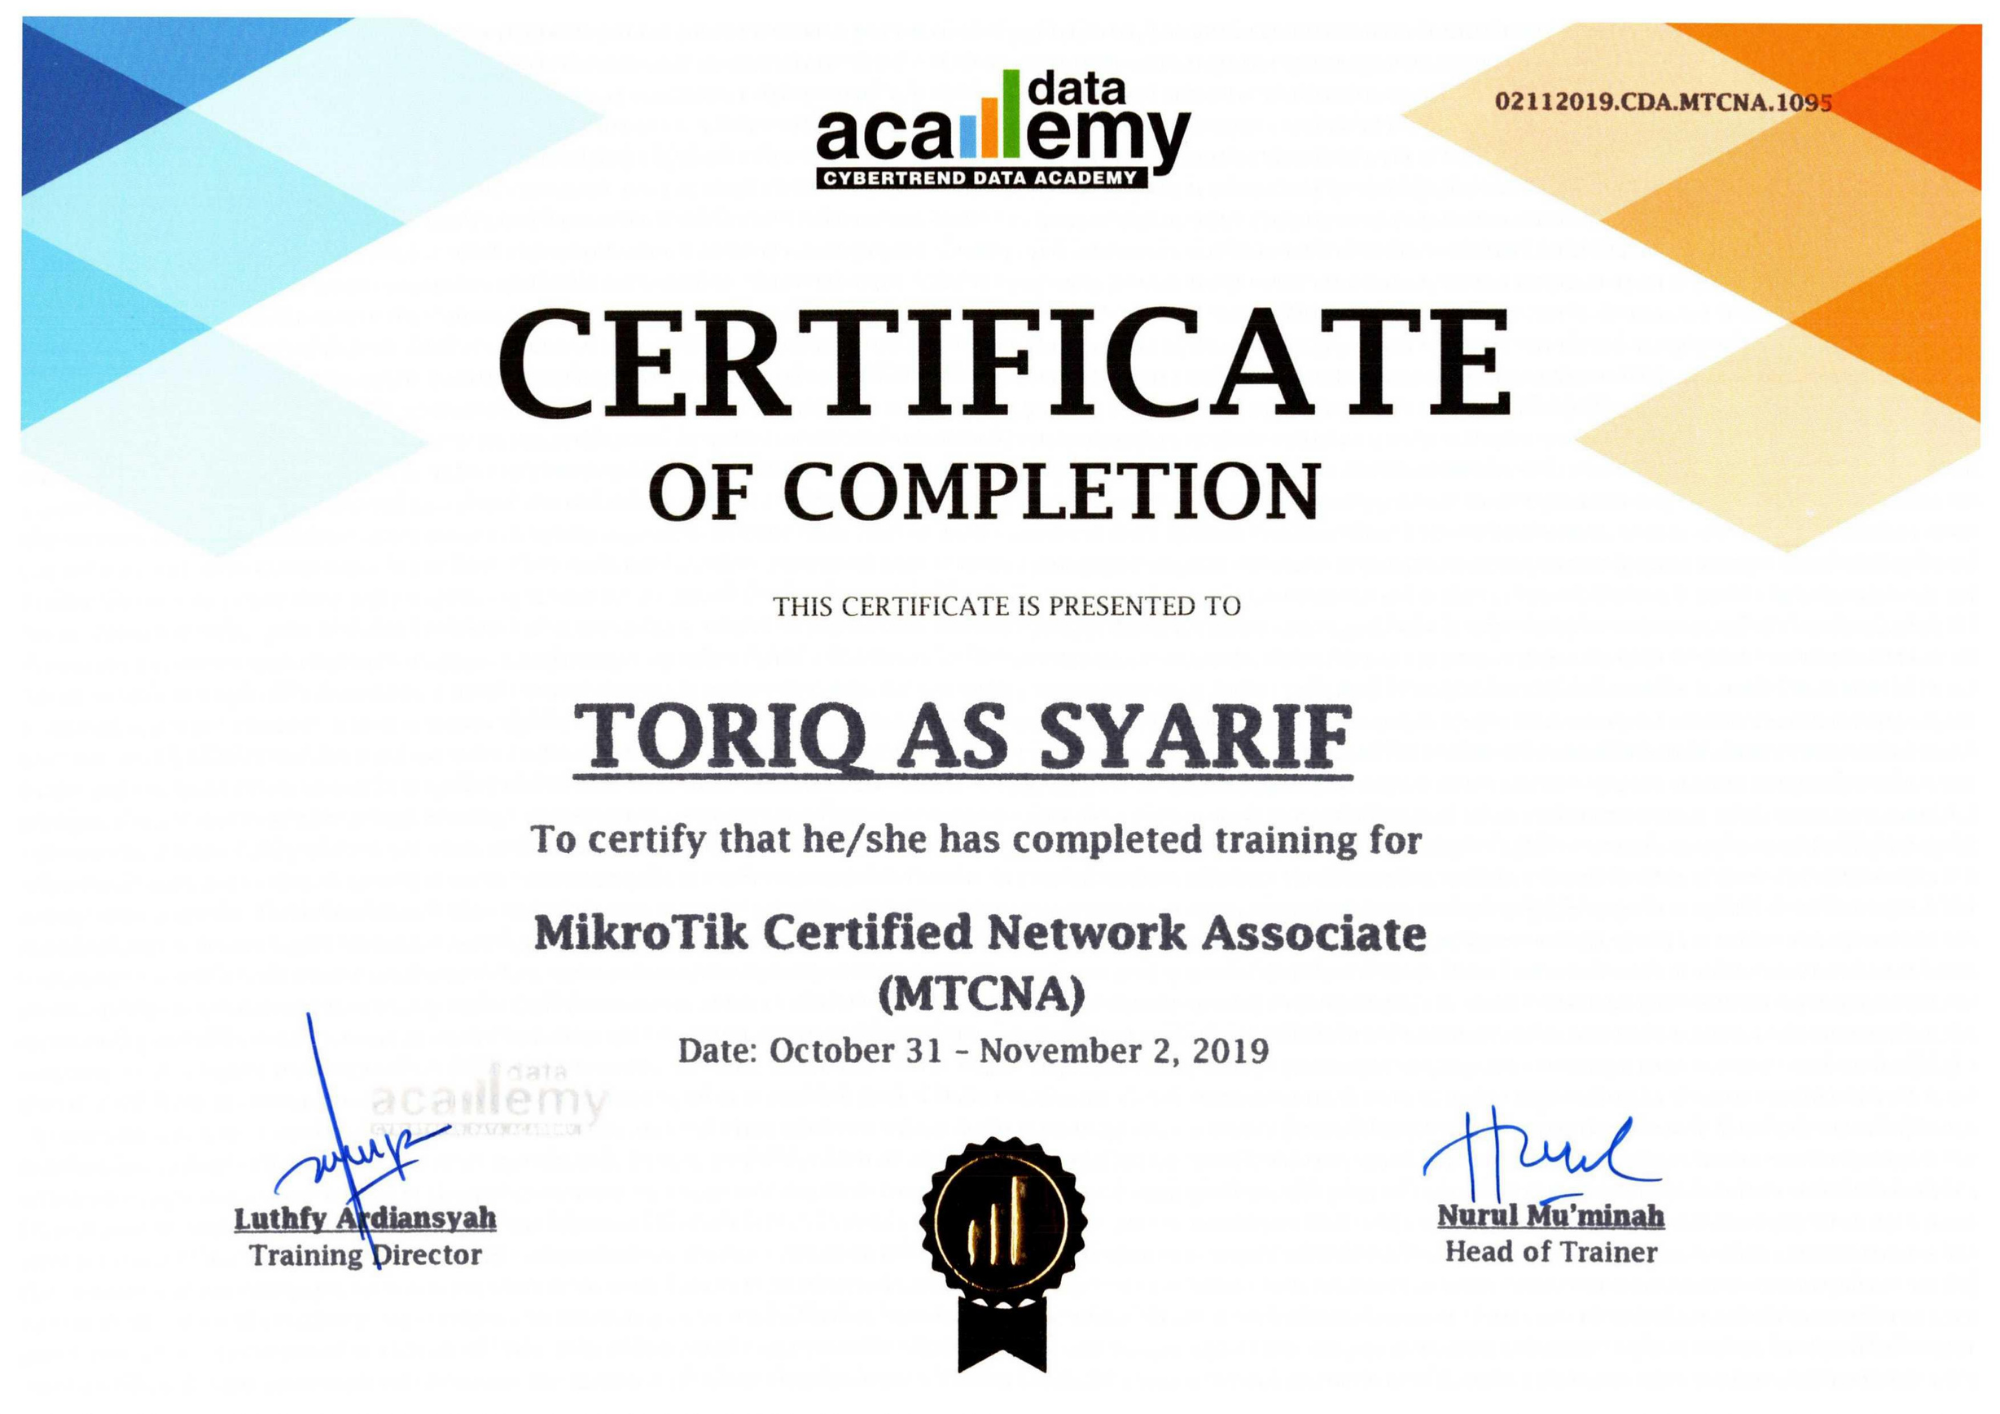 data
academy
CYBERTREND DATA ACADEMY
02112019.CDA.MTCNA.1095
CERTIFICATE
OF COMPLETION
THIS CERTIFICATE IS PRESENTED TO
TORIQ AS SYARIF
To certify that he/she has completed training for
MikroTik Certified Network Associate
(MTCNA)
Date: October 31 - November 2, 2019
data
academy
Luthfy Ardiansyah
Training Director
Nurul
Nurul Mu'minah
Head of Trainer